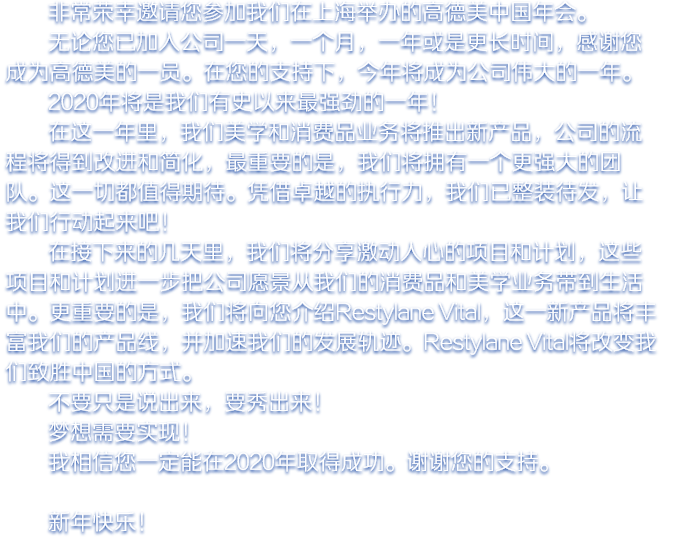 非常荣幸邀请您参加我们在上海举办的高德美中国年会。
无论您已加入公司一天，一个月，一年或是更长时间，感谢您
成为高德美的一员。在您的支持下，今年将成为公司伟大的一年。
2020年将是我们有史以来最强劲的一年！
在这一年里，我们美学和消费品业务将推出新产品，公司的流
程将得到改进和简化，最重要的是，我们将拥有一个更强大的团
队。这一切都值得期待。凭借卓越的执行力，我们已整装待发，让
我们行动起来吧！
在接下来的几天里，我们将分享激动人心的项目和计划，这些
项目和计划进一步把公司愿景从我们的消费品和美学业务带到生活
中。更重要的是，我们将向您介绍Restylane Vital，这一新产品将丰
富我们的产品线，并加速我们的发展轨迹。Restylane Vital将改变我
们致胜中国的方式。
不要只是说出来，要秀出来！
梦想需要实现！
我相信您一定能在2020年取得成功。谢谢您的支持。
新年快乐！